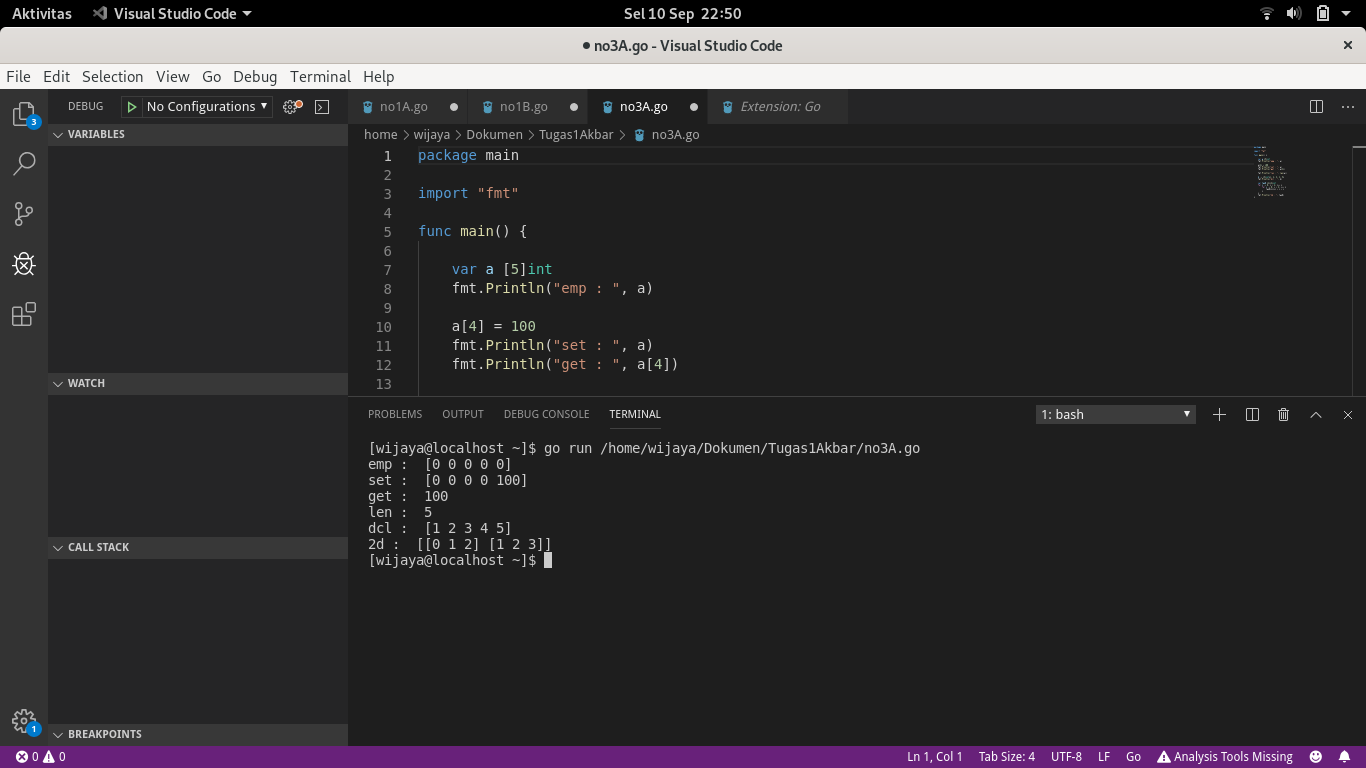 Aktivitas Visual Studio Code Sel 10 Sep 22:50
no3A.go - Visual Studio Code
File Edit Selection View Go Debug Terminal Help
DEBUG No Configurations
no1A.go no1B.go no3A.go Extension: Go
3
VARIABLES
home > wijaya > Dokumen > Tugas1Akbar > no3A.go
1 package main
2
3 import "fmt"
4
5 func main() {
6
7 var a [5]int
8 fmt.Println("emp : ", a)
9
10 a[4] = 100
11 fmt.Println("set : ", a)
12 fmt.Println("get : ", a[4])
13
WATCH
CALL STACK
BREAKPOINTS
PROBLEMS OUTPUT DEBUG CONSOLE TERMINAL 1: bash
[wijaya@localhost ~]$ go run /home/wijaya/Dokumen/Tugas1Akbar/no3A.go
emp :  [0 0 0 0 0]
set :  [0 0 0 0 100]
get :  100
len :  5
dcl :  [1 2 3 4 5]
2d :  [[0 1 2] [1 2 3]]
[wijaya@localhost ~]$
1
0 0 Ln 1, Col 1 Tab Size: 4 UTF-8 LF Go Analysis Tools Missing